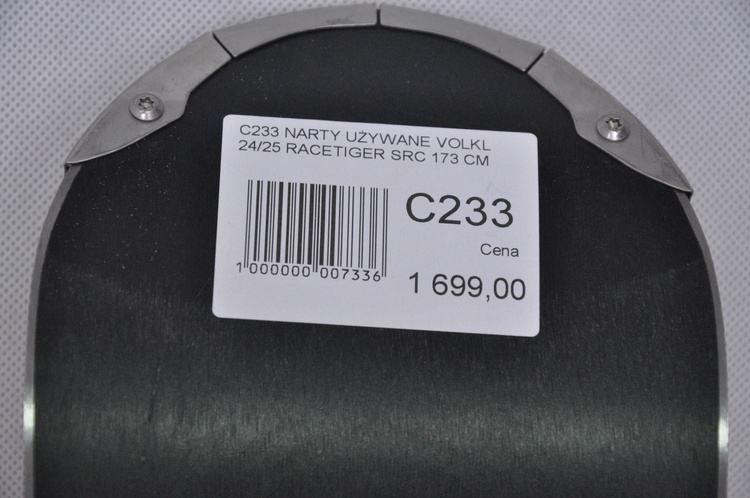 C233 NARTY UŻYWANE VOLKL
24/25 RACETIGER SRC 173 CM
C233
Cena
1 699,00
1 000000 007336